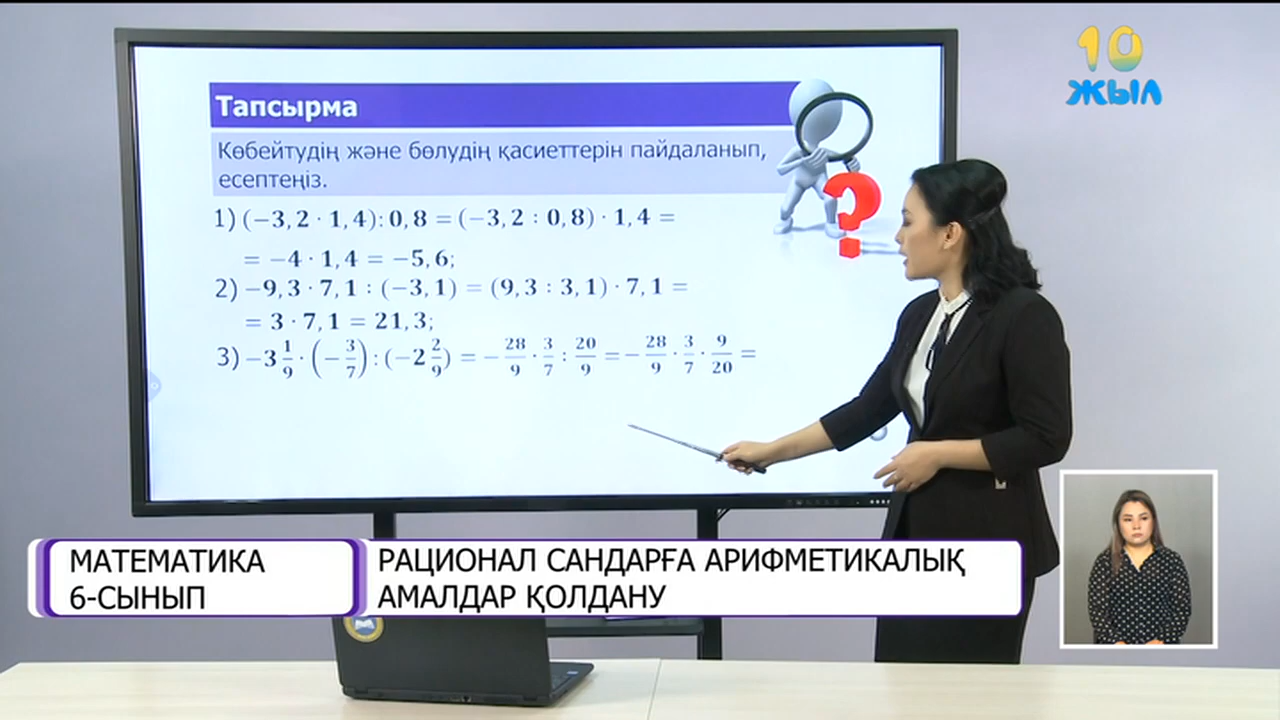 10
ЖЫЛ
Тапсырма
Көбейтудің және бөлудің қасиеттерін пайдаланып,
есептеңіз.
1) (−3, 2 · 1, 4): 0, 8 = (−3, 2 : 0, 8) · 1, 4 =
= −4 · 1, 4 = −5, 6;
2) −9, 3 · 7, 1 : (−3, 1) = (9, 3 : 3, 1) · 7, 1 =
= 3 · 7, 1 = 21, 3;
3) −3 1/9 · (−3/7) : (−2 2/9) = −28/9 · 3/7 : 20/9 = −28/9 · 3/7 · 9/20 =
?
МАТЕМАТИКА
6-СЫНЫП
РАЦИОНАЛ САНДАРҒА АРИФМЕТИКАЛЫҚ
АМАЛДАР ҚОЛДАНУ